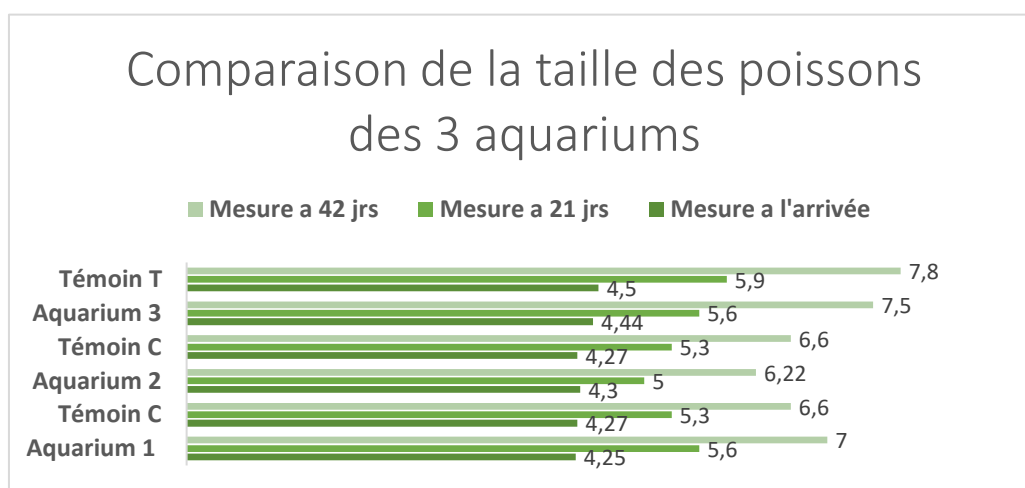 Comparaison de la taille des poissons
des 3 aquariums
Mesure a 42 jrs Mesure a 21 jrs Mesure a l'arrivée
Témoin T 7,8 5,9 4,5
Aquarium 3 7,5 5,6 4,44
Témoin C 6,6 5,3 4,27
Aquarium 2 6,22 5 4,3
Témoin C 6,6 5,3 4,27
Aquarium 1 7 5,6 4,25